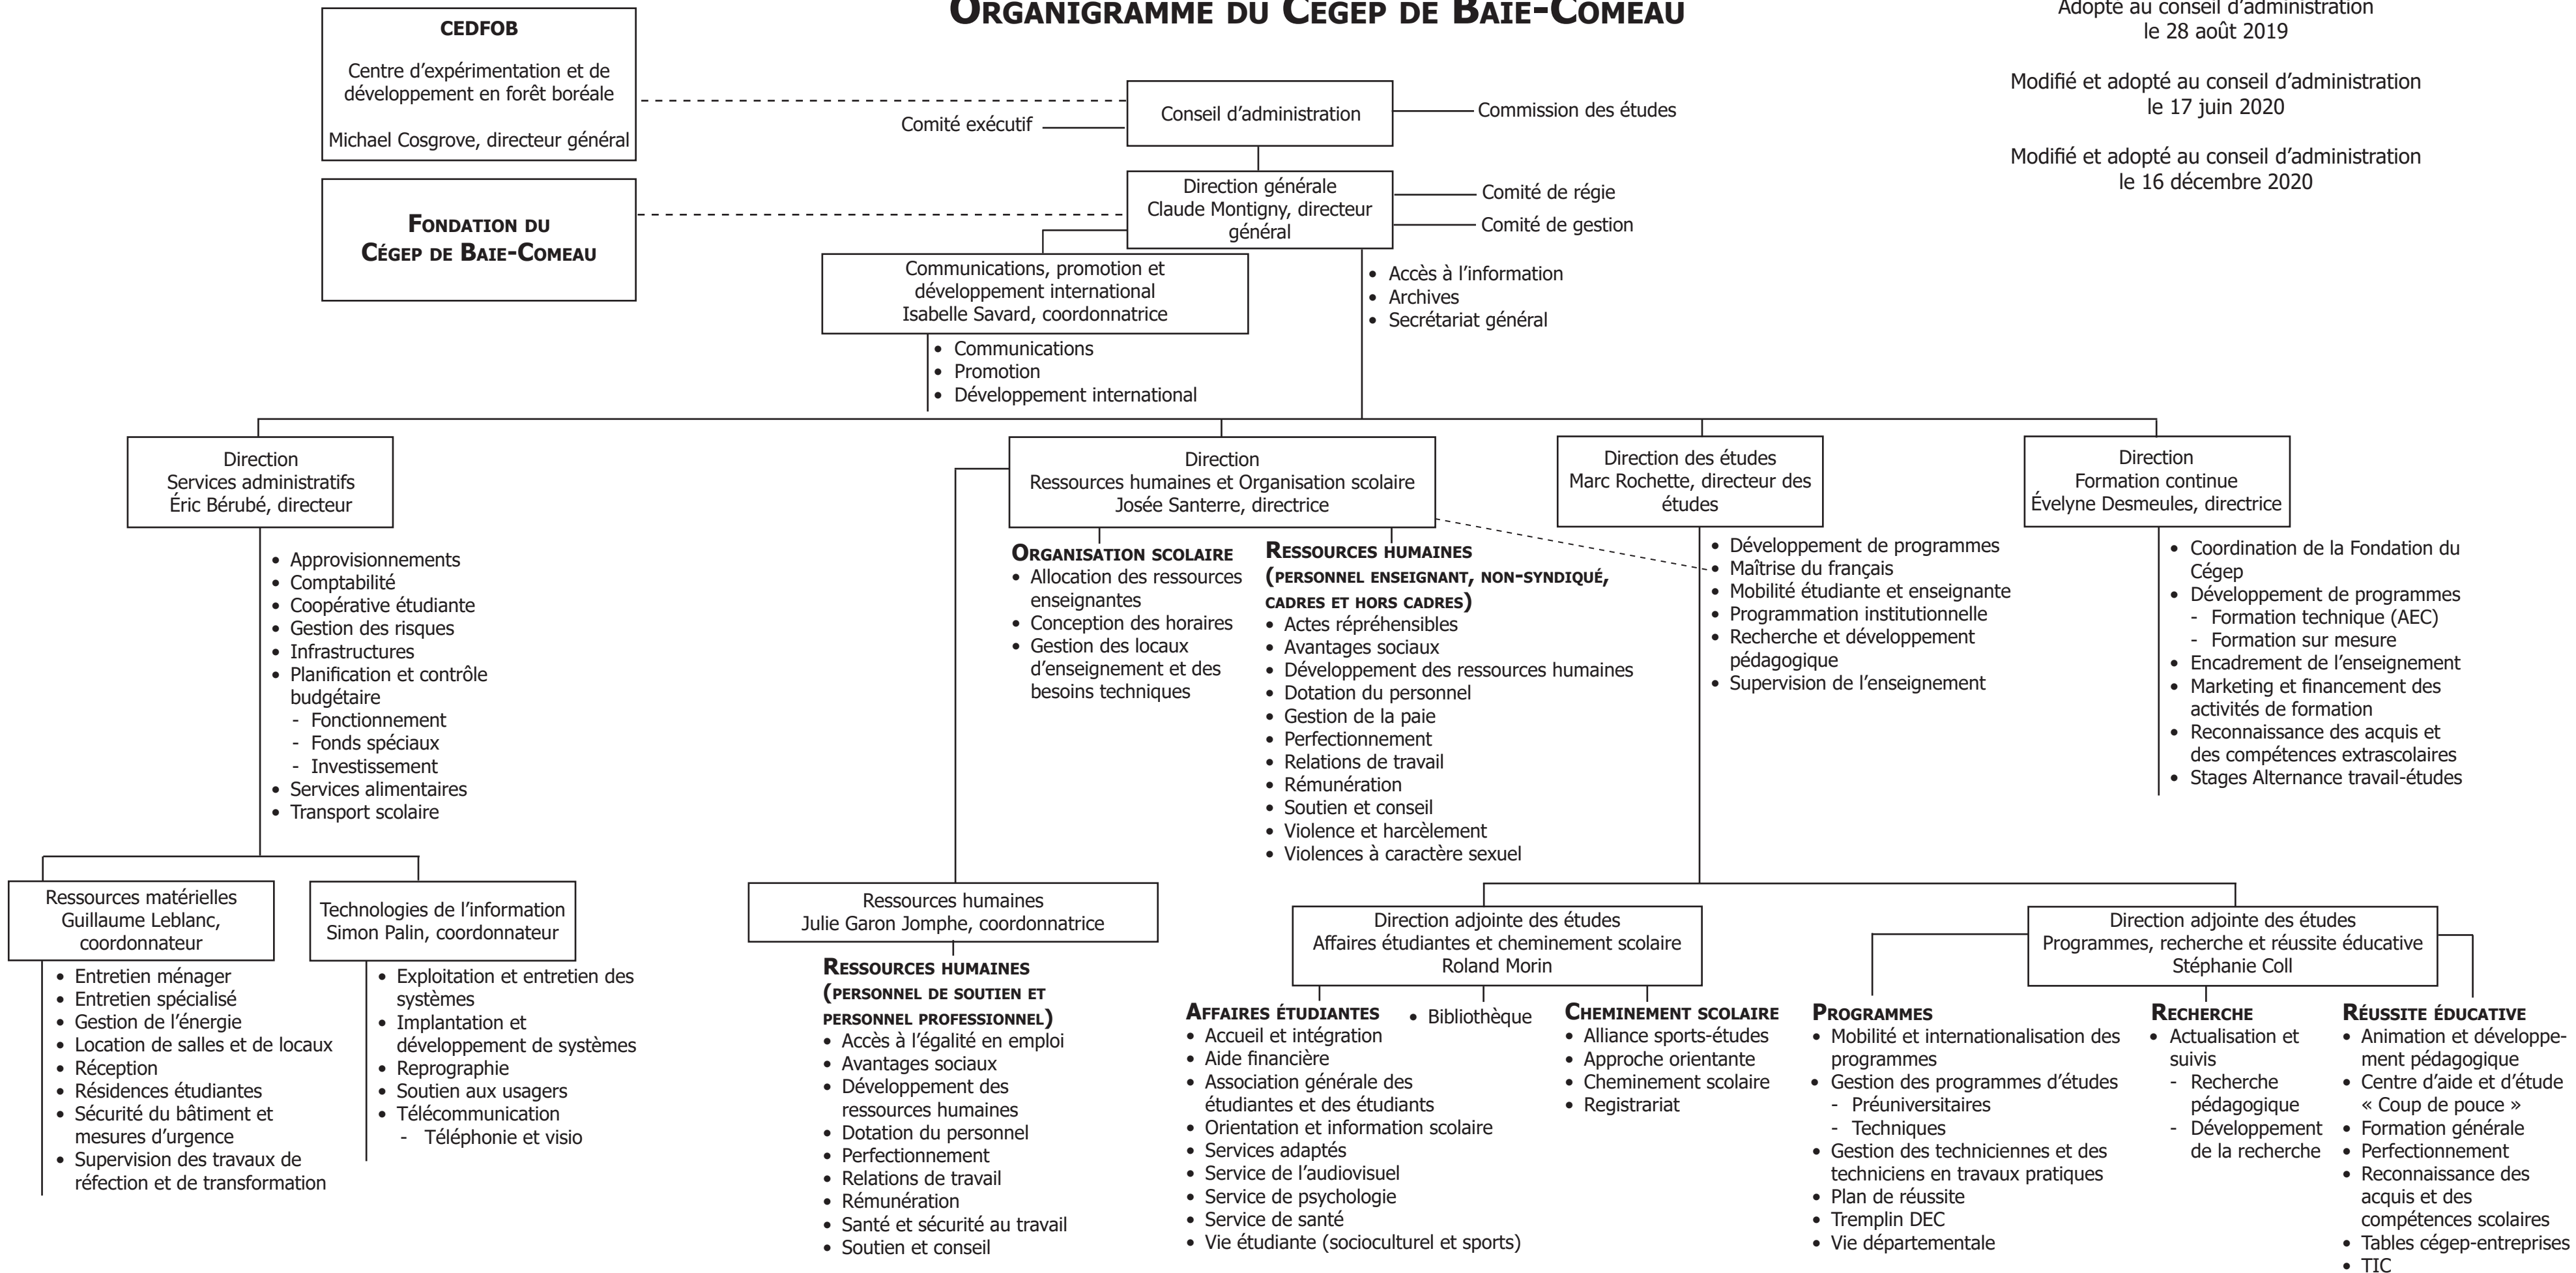 ORGANIGRAMME DU CÉGEP DE BAIE-COMEAU
Adopté au conseil d'administration
le 28 août 2019
Modifié et adopté au conseil d'administration
le 17 juin 2020
Modifié et adopté au conseil d'administration
le 16 décembre 2020
CEDFOB
Centre d'expérimentation et de
développement en forêt boréale
Michael Cosgrove, directeur général
FONDATION DU
CÉGEP DE BAIE-COMEAU
Comité exécutif
Conseil d'administration
Commission des études
Direction générale
Claude Montigny, directeur
général
Comité de régie
Comité de gestion
Communications, promotion et
développement international
Isabelle Savard, coordonnatrice
• Communications
• Promotion
• Développement international
• Accès à l'information
• Archives
• Secrétariat général
Direction
Services administratifs
Éric Bérubé, directeur
• Approvisionnements
• Comptabilité
• Coopérative étudiante
• Gestion des risques
• Infrastructures
• Planification et contrôle
budgétaire
- Fonctionnement
- Fonds spéciaux
- Investissement
• Services alimentaires
• Transport scolaire
Direction
Ressources humaines et Organisation scolaire
Josée Santerre, directrice
ORGANISATION SCOLAIRE
• Allocation des ressources
enseignantes
• Conception des horaires
• Gestion des locaux
d'enseignement et des
besoins techniques
RESSOURCES HUMAINES
(PERSONNEL ENSEIGNANT, NON-SYNDIQUÉ,
CADRES ET HORS CADRES)
• Actes répréhensibles
• Avantages sociaux
• Développement des ressources humaines
• Dotation du personnel
• Gestion de la paie
• Perfectionnement
• Relations de travail
• Rémunération
• Soutien et conseil
• Violence et harcèlement
• Violences à caractère sexuel
Direction des études
Marc Rochette, directeur des
études
• Développement de programmes
• Maîtrise du français
• Mobilité étudiante et enseignante
• Programmation institutionnelle
• Recherche et développement
pédagogique
• Supervision de l'enseignement
Direction
Formation continue
Évelyne Desmeules, directrice
• Coordination de la Fondation du
Cégep
• Développement de programmes
- Formation technique (AEC)
- Formation sur mesure
• Encadrement de l'enseignement
• Marketing et financement des
activités de formation
• Reconnaissance des acquis et
des compétences extrascolaires
• Stages Alternance travail-études
Ressources matérielles
Guillaume Leblanc,
coordonnateur
• Entretien ménager
• Entretien spécialisé
• Gestion de l'énergie
• Location de salles et de locaux
• Réception
• Résidences étudiantes
• Sécurité du bâtiment et
mesures d'urgence
• Supervision des travaux de
réfection et de transformation
Technologies de l'information
Simon Palin, coordonnateur
• Exploitation et entretien des
systèmes
• Implantation et
développement de systèmes
• Reprographie
• Soutien aux usagers
• Télécommunication
- Téléphonie et visio
Ressources humaines
Julie Garon Jomphe, coordonnatrice
RESSOURCES HUMAINES
(PERSONNEL DE SOUTIEN ET
PERSONNEL PROFESSIONNEL)
• Accès à l'égalité en emploi
• Avantages sociaux
• Développement des
ressources humaines
• Dotation du personnel
• Perfectionnement
• Relations de travail
• Rémunération
• Santé et sécurité au travail
• Soutien et conseil
Direction adjointe des études
Affaires étudiantes et cheminement scolaire
Roland Morin
AFFAIRES ÉTUDIANTES
• Accueil et intégration
• Aide financière
• Association générale des
étudiantes et des étudiants
• Orientation et information scolaire
• Services adaptés
• Service de l'audiovisuel
• Service de psychologie
• Service de santé
• Vie étudiante (socioculturel et sports)
• Bibliothèque
CHEMINEMENT SCOLAIRE
• Alliance sports-études
• Approche orientante
• Cheminement scolaire
• Registrariat
Direction adjointe des études
Programmes, recherche et réussite éducative
Stéphanie Coll
PROGRAMMES
• Mobilité et internationalisation des
programmes
• Gestion des programmes d'études
- Préuniversitaires
- Techniques
• Gestion des techniciennes et des
techniciens en travaux pratiques
• Plan de réussite
• Tremplin DEC
• Vie départementale
RECHERCHE
• Actualisation et
suivis
- Recherche
pédagogique
- Développement
de la recherche
RÉUSSITE ÉDUCATIVE
• Animation et développe-
ment pédagogique
• Centre d'aide et d'étude
« Coup de pouce »
• Formation générale
• Perfectionnement
• Reconnaissance des
acquis et des
compétences scolaires
• Tables cégep-entreprises
• TIC